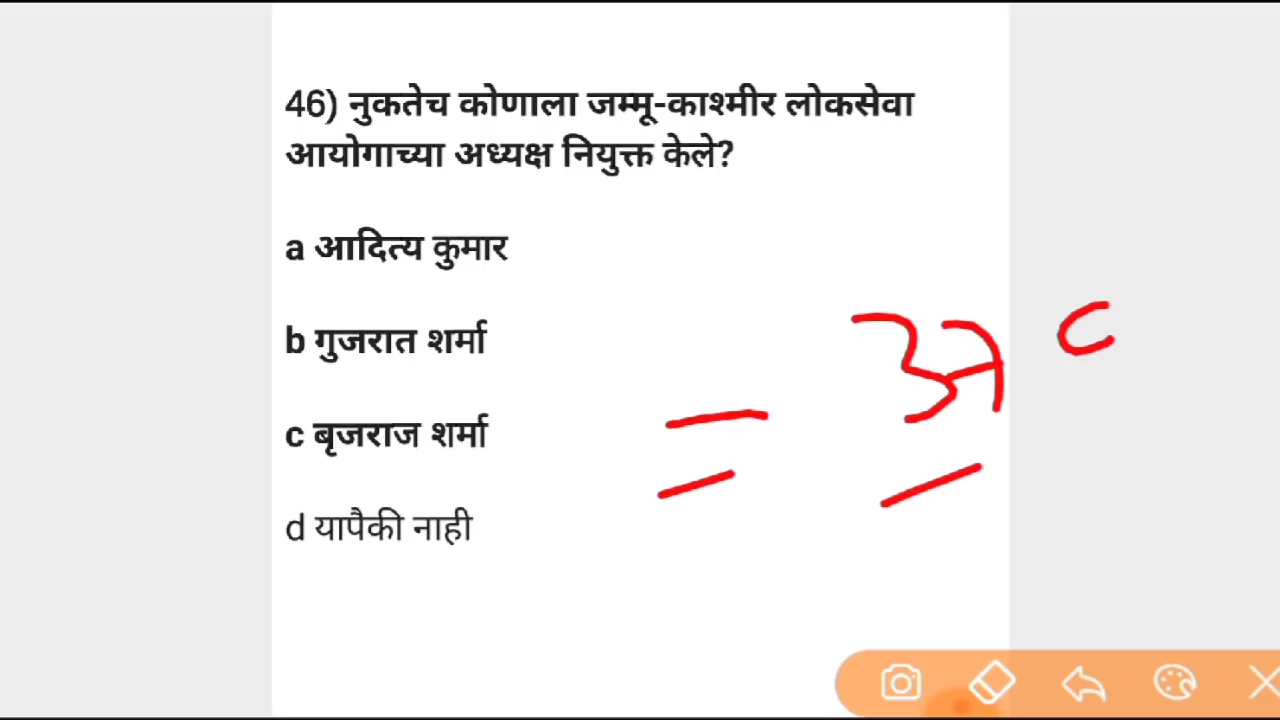 46) नुकतेच कोणाला जम्मू-काश्मीर लोकसेवा
आयोगाच्या अध्यक्ष नियुक्त केले?
a आदित्य कुमार
b गुजरात शर्मा
c बृजराज शर्मा
d यापैकी नाही
अ c